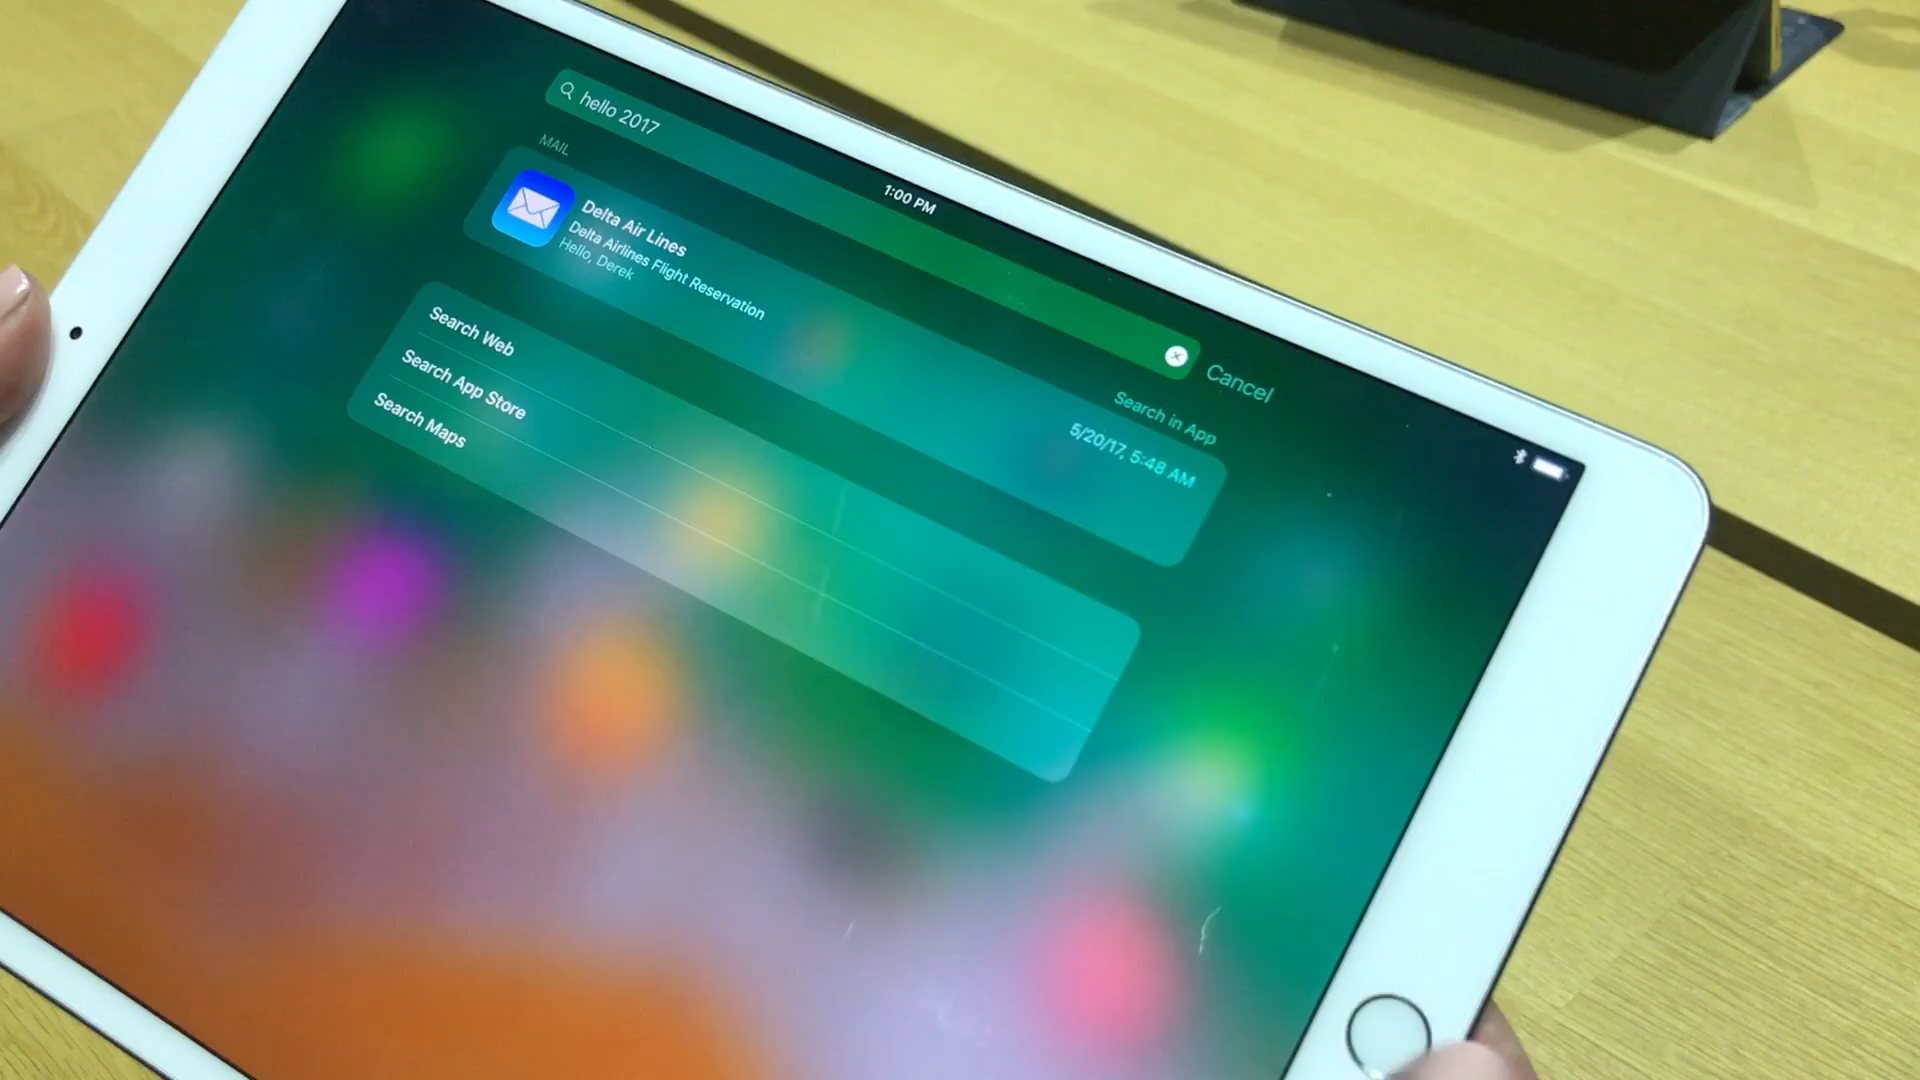 1:00 PM
hello 2017
Cancel
MAIL
Search in App
Delta Air Lines
5/20/17, 5:48 AM
Delta Airlines Flight Reservation
Hello, Derek
Search Web
Search App Store
Search Maps